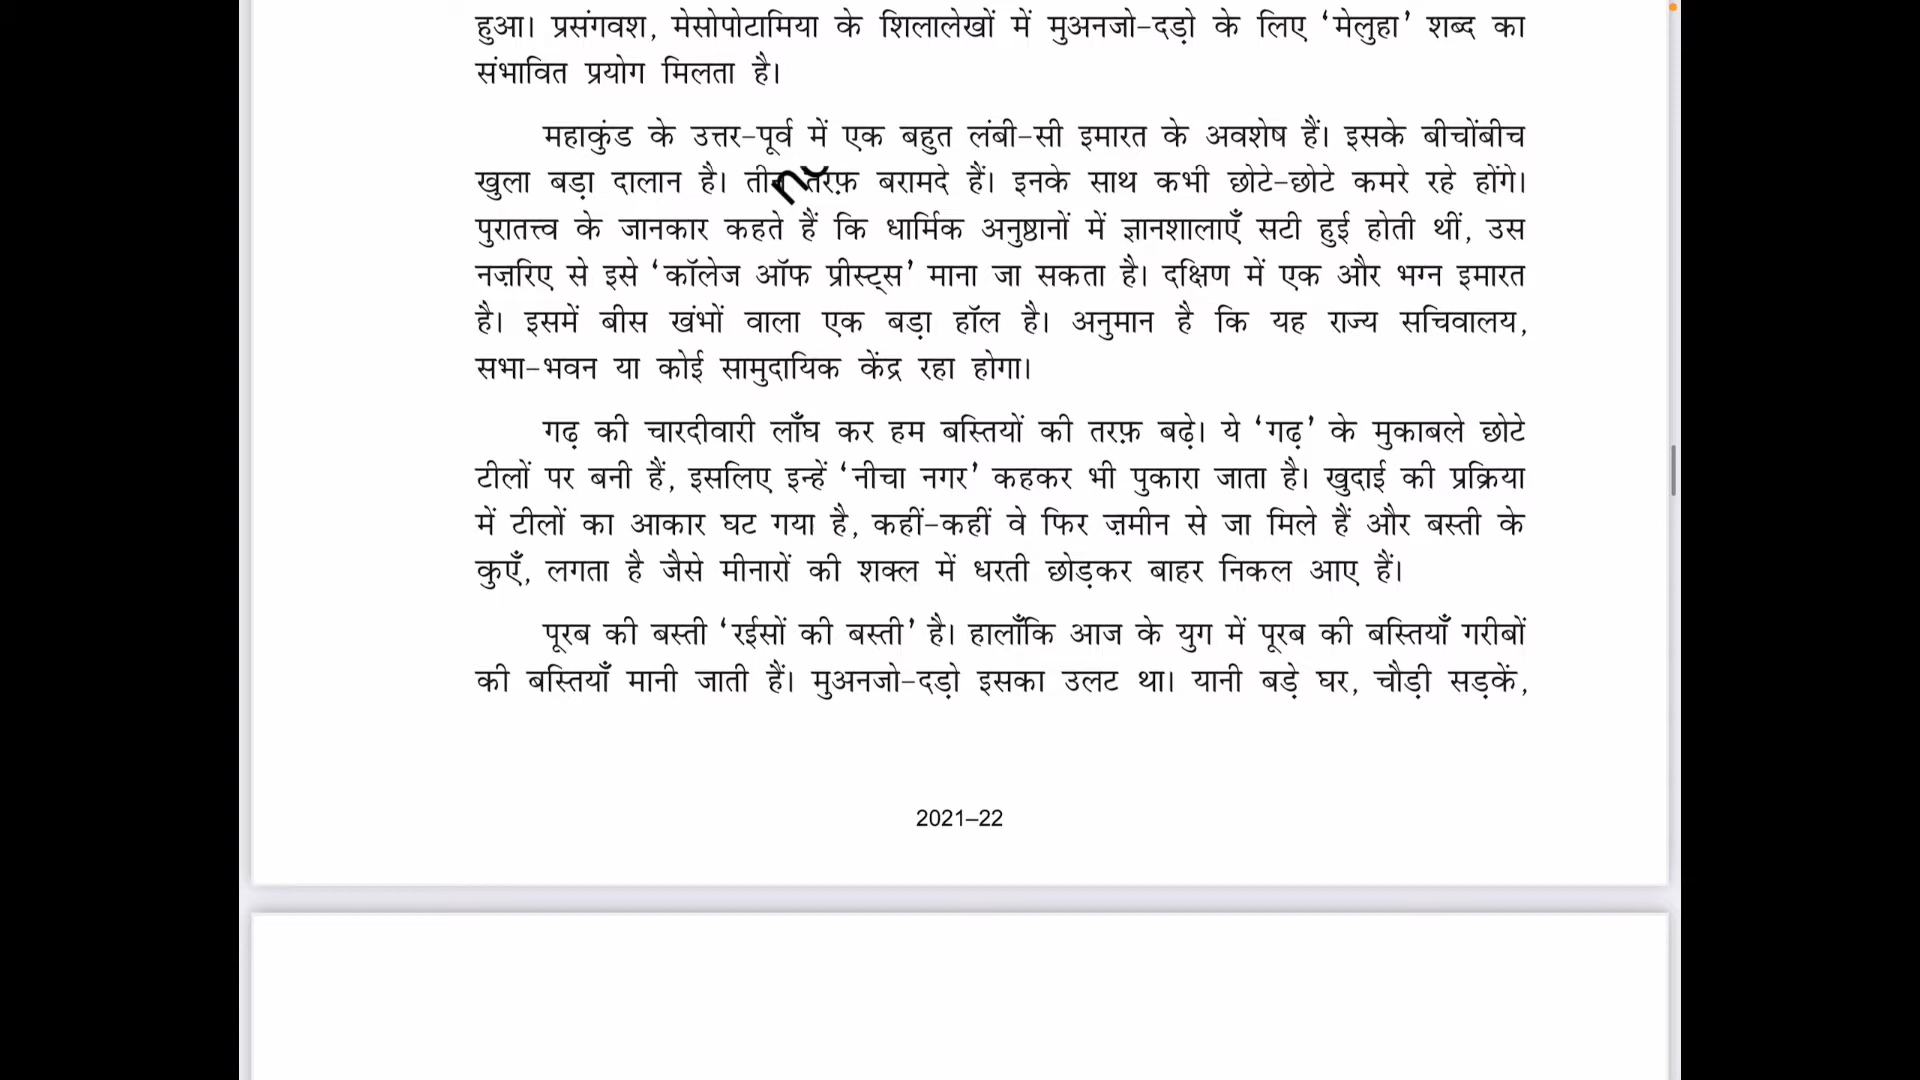 हुआ। प्रसंगवश, मेसोपोटामिया के शिलालेखों में मुअनजो-दड़ो के लिए ‘मेलुहा’ शब्द का
संभावित प्रयोग मिलता है।
महाकुंड के उत्तर-पूर्व में एक बहुत लंबी-सी इमारत के अवशेष हैं। इसके बीचोंबीच
खुला बड़ा दालान है। तीन तरफ़ बरामदे हैं। इनके साथ कभी छोटे-छोटे कमरे रहे होंगे।
पुरातत्त्व के जानकार कहते हैं कि धार्मिक अनुष्ठानों में ज्ञानशालाएँ सटी हुई होती थीं, उस
नज़रिए से इसे ‘कॉलेज ऑफ प्रीस्ट्स’ माना जा सकता है। दक्षिण में एक और भग्न इमारत
है। इसमें बीस खंभों वाला एक बड़ा हॉल है। अनुमान है कि यह राज्य सचिवालय,
सभा-भवन या कोई सामुदायिक केंद्र रहा होगा।
गढ़ की चारदीवारी लाँघ कर हम बस्तियों की तरफ़ बढ़े। ये ‘गढ़’ के मुकाबले छोटे
टीलों पर बनी हैं, इसलिए इन्हें ‘नीचा नगर’ कहकर भी पुकारा जाता है। खुदाई की प्रक्रिया
में टीलों का आकार घट गया है, कहीं-कहीं वे फिर ज़मीन से जा मिले हैं और बस्ती के
कुएँ, लगता है जैसे मीनारों की शक्ल में धरती छोड़कर बाहर निकल आए हैं।
पूरब की बस्ती ‘रईसों की बस्ती’ है। हालाँकि आज के युग में पूरब की बस्तियाँ गरीबों
की बस्तियाँ मानी जाती हैं। मुअनजो-दड़ो इसका उलट था। यानी बड़े घर, चौड़ी सड़कें,
2021–22